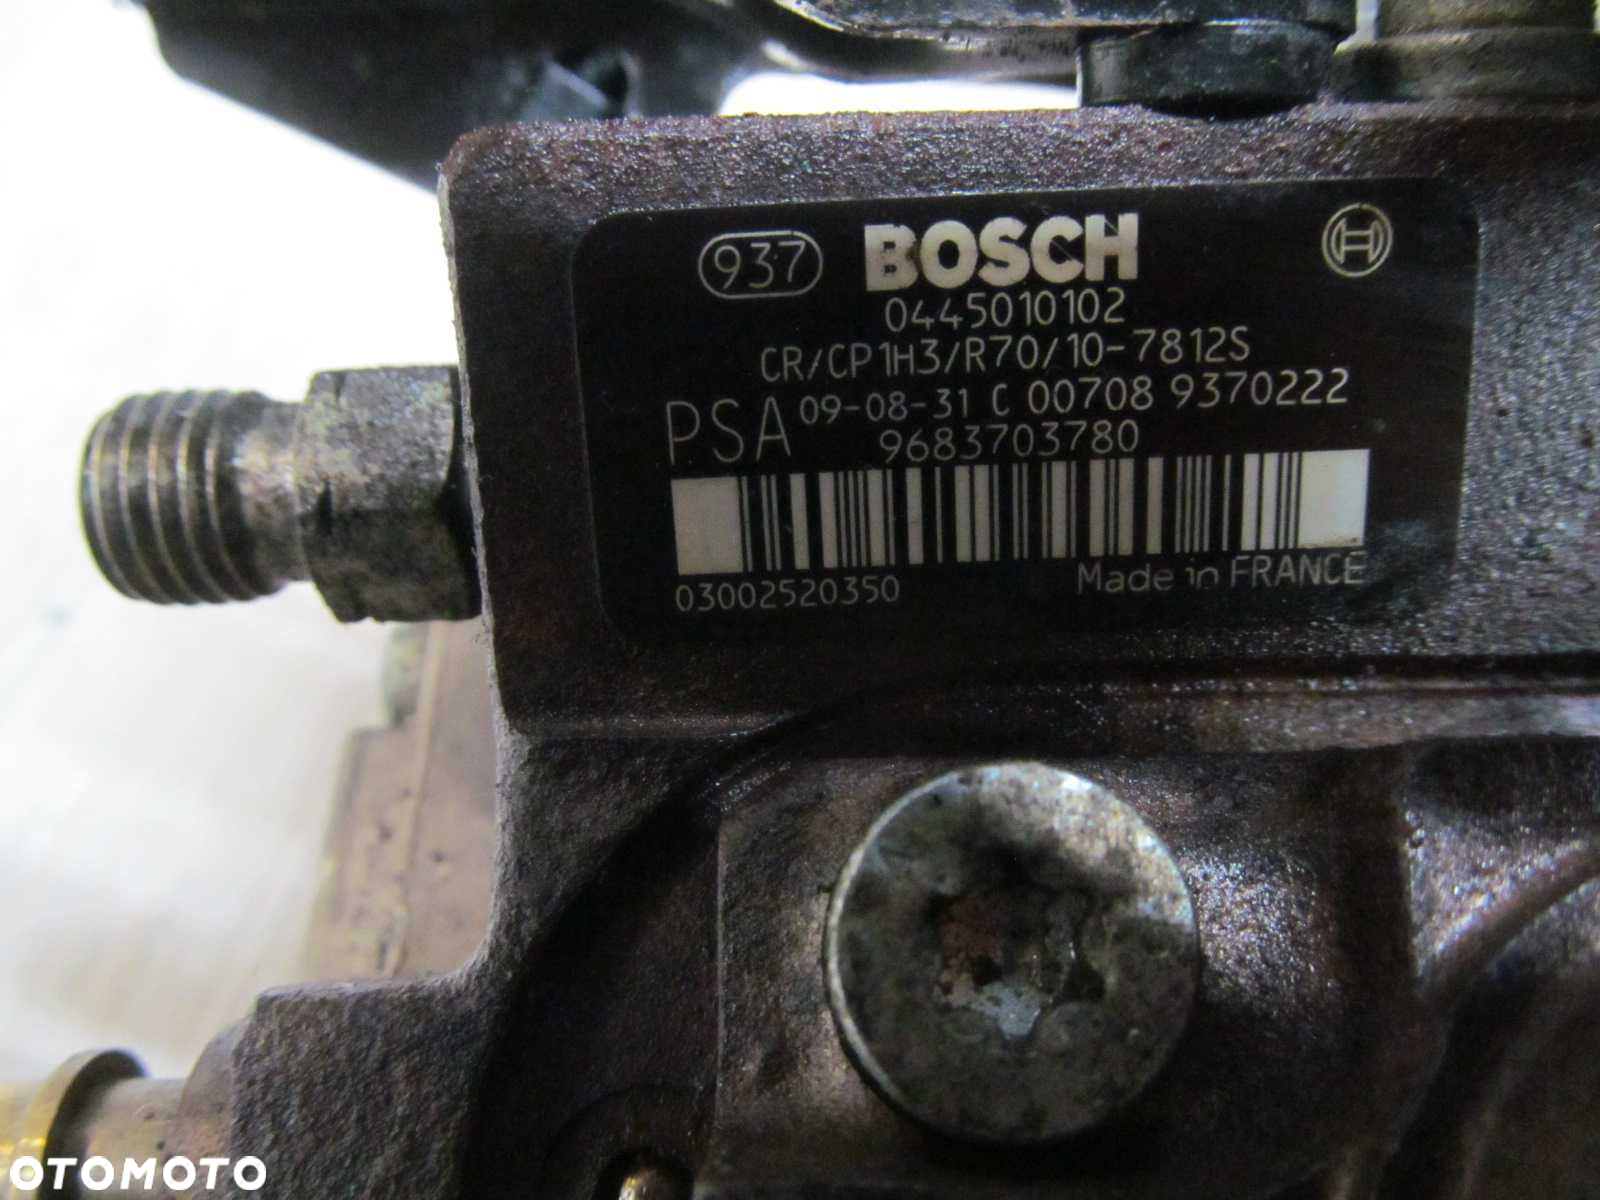 937 BOSCH
0445010102
CR/CP1H3/R70/10-7812S
PSA 09-08-31 C 00708 9370222
9683703780
03002520350 Made in FRANCE
OTOMOTO